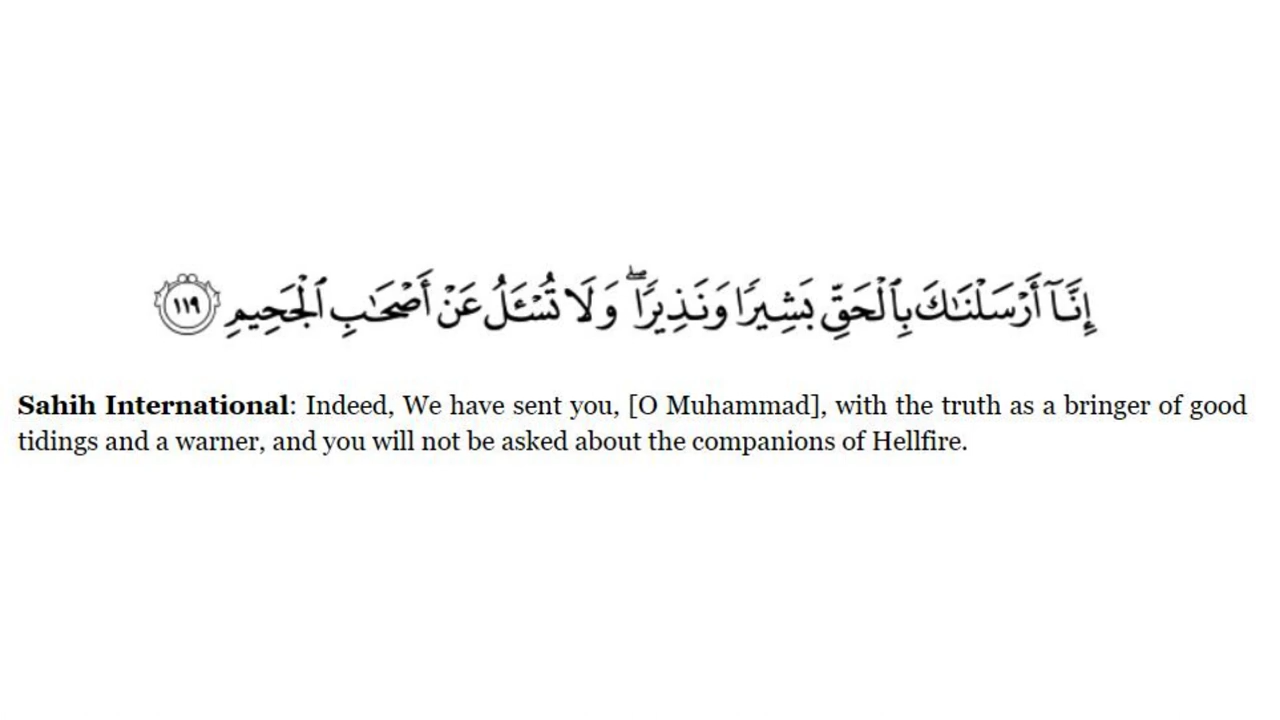 إِنَّآ أَرْسَلْنَـٰكَ بِٱلْحَقِّ بَشِيرًا وَنَذِيرًا ۖ وَلَا تُسْـَٔلُ عَنْ أَصْحَـٰبِ ٱلْجَحِيمِ ١١٩
Sahih International: Indeed, We have sent you, [O Muhammad], with the truth as a bringer of good
tidings and a warner, and you will not be asked about the companions of Hellfire.